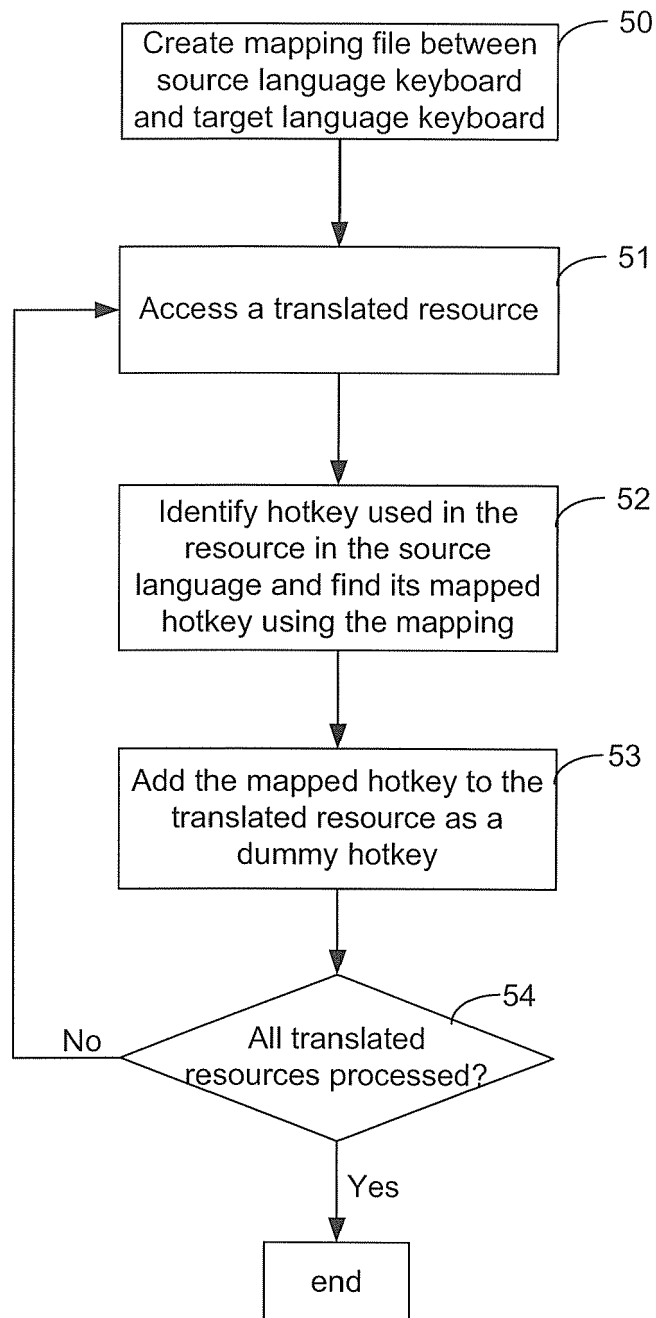 50
Create mapping file between
source language keyboard
and target language keyboard
51
Access a translated resource
52
Identify hotkey used in the
resource in the source
language and find its mapped
hotkey using the mapping
53
Add the mapped hotkey to the
translated resource as a
dummy hotkey
54
All translated
resources processed?
No
Yes
end